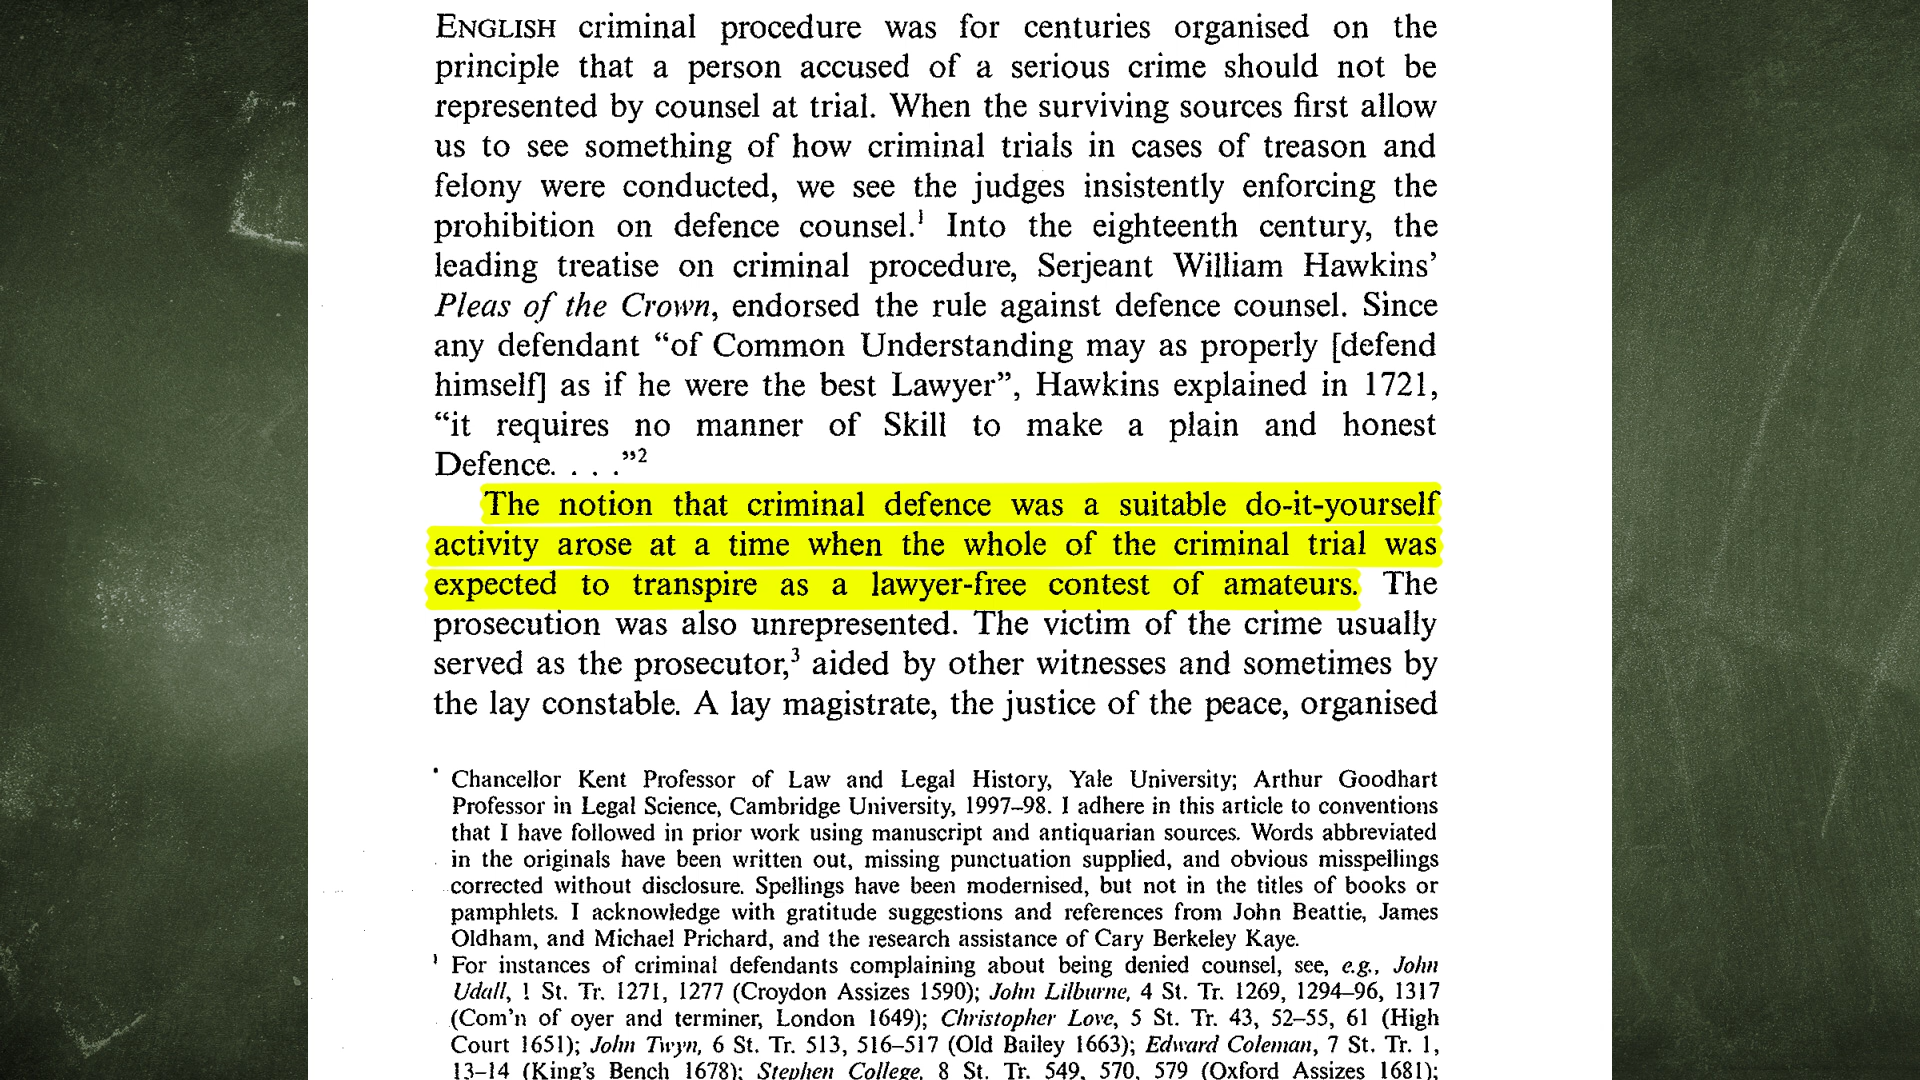 ENGLISH criminal procedure was for centuries organised on the
principle that a person accused of a serious crime should not be
represented by counsel at trial. When the surviving sources first allow
us to see something of how criminal trials in cases of treason and
felony were conducted, we see the judges insistently enforcing the
prohibition on defence counsel.¹ Into the eighteenth century, the
leading treatise on criminal procedure, Serjeant William Hawkins’
Pleas of the Crown, endorsed the rule against defence counsel. Since
any defendant “of Common Understanding may as properly [defend
himself] as if he were the best Lawyer”, Hawkins explained in 1721,
“it requires no manner of Skill to make a plain and honest
Defence. . . .”²
The notion that criminal defence was a suitable do-it-yourself
activity arose at a time when the whole of the criminal trial was
expected to transpire as a lawyer-free contest of amateurs. The
prosecution was also unrepresented. The victim of the crime usually
served as the prosecutor,³ aided by other witnesses and sometimes by
the lay constable. A lay magistrate, the justice of the peace, organised
* Chancellor Kent Professor of Law and Legal History, Yale University; Arthur Goodhart
Professor in Legal Science, Cambridge University, 1997–98. I adhere in this article to conventions
that I have followed in prior work using manuscript and antiquarian sources. Words abbreviated
in the originals have been written out, missing punctuation supplied, and obvious misspellings
corrected without disclosure. Spellings have been modernised, but not in the titles of books or
pamphlets. I acknowledge with gratitude suggestions and references from John Beattie, James
Oldham, and Michael Prichard, and the research assistance of Cary Berkeley Kaye.
¹ For instances of criminal defendants complaining about being denied counsel, see, e.g., John
Udall, 1 St. Tr. 1271, 1277 (Croydon Assizes 1590); John Lilburne, 4 St. Tr. 1269, 1294–96, 1317
(Com’n of oyer and terminer, London 1649); Christopher Love, 5 St. Tr. 43, 52–55, 61 (High
Court 1651); John Twyn, 6 St. Tr. 513, 516–517 (Old Bailey 1663); Edward Coleman, 7 St. Tr. 1,
13–14 (King’s Bench 1678); Stephen College, 8 St. Tr. 549, 570, 579 (Oxford Assizes 1681);